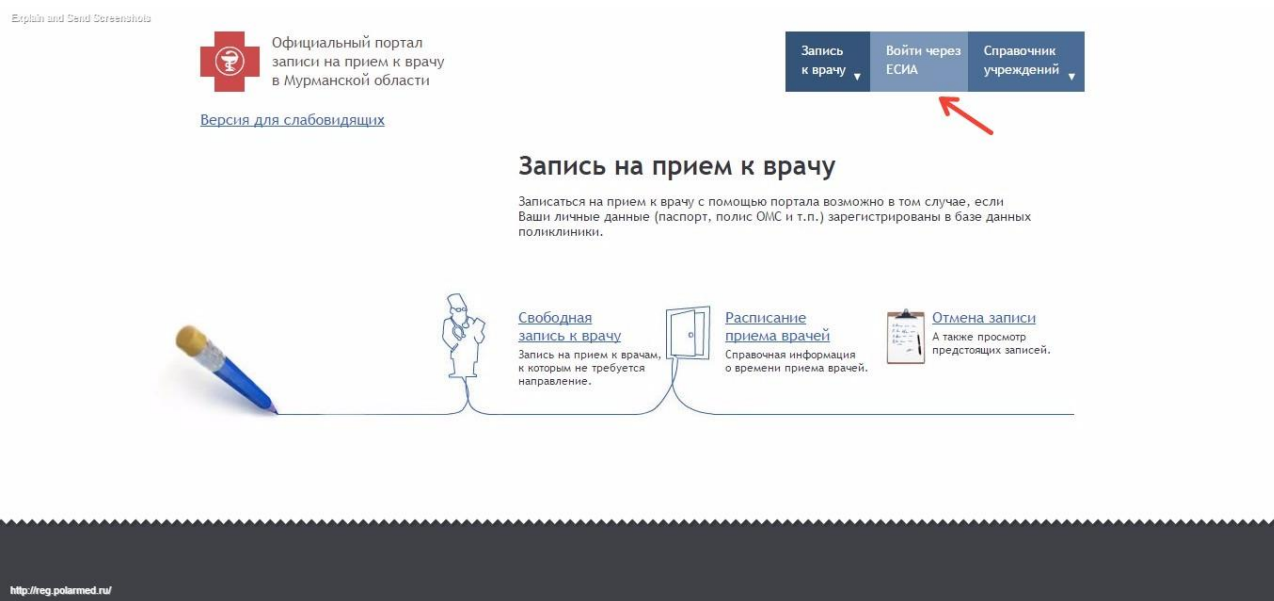 Explain and Send Screenshots
Официальный портал
записи на прием к врачу
в Мурманской области
Запись
к врачу
Войти через
ЕСИА
Справочник
учреждений
Версия для слабовидящих
Запись на прием к врачу
Записаться на прием к врачу с помощью портала возможно в том случае, если
Ваши личные данные (паспорт, полис ОМС и т.п.) зарегистрированы в базе данных
поликлиники.
Свободная
запись к врачу
Запись на прием к врачам,
к которым не требуется
направление.
Расписание
приема врачей
Справочная информация
о времени приема врачей.
Отмена записи
А также просмотр
предстоящих записей.
http://reg.polarmed.ru/